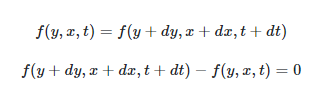 f(y, x, t) = f(y + dy, x + dx, t + dt)
f(y + dy, x + dx, t + dt) − f(y, x, t) = 0